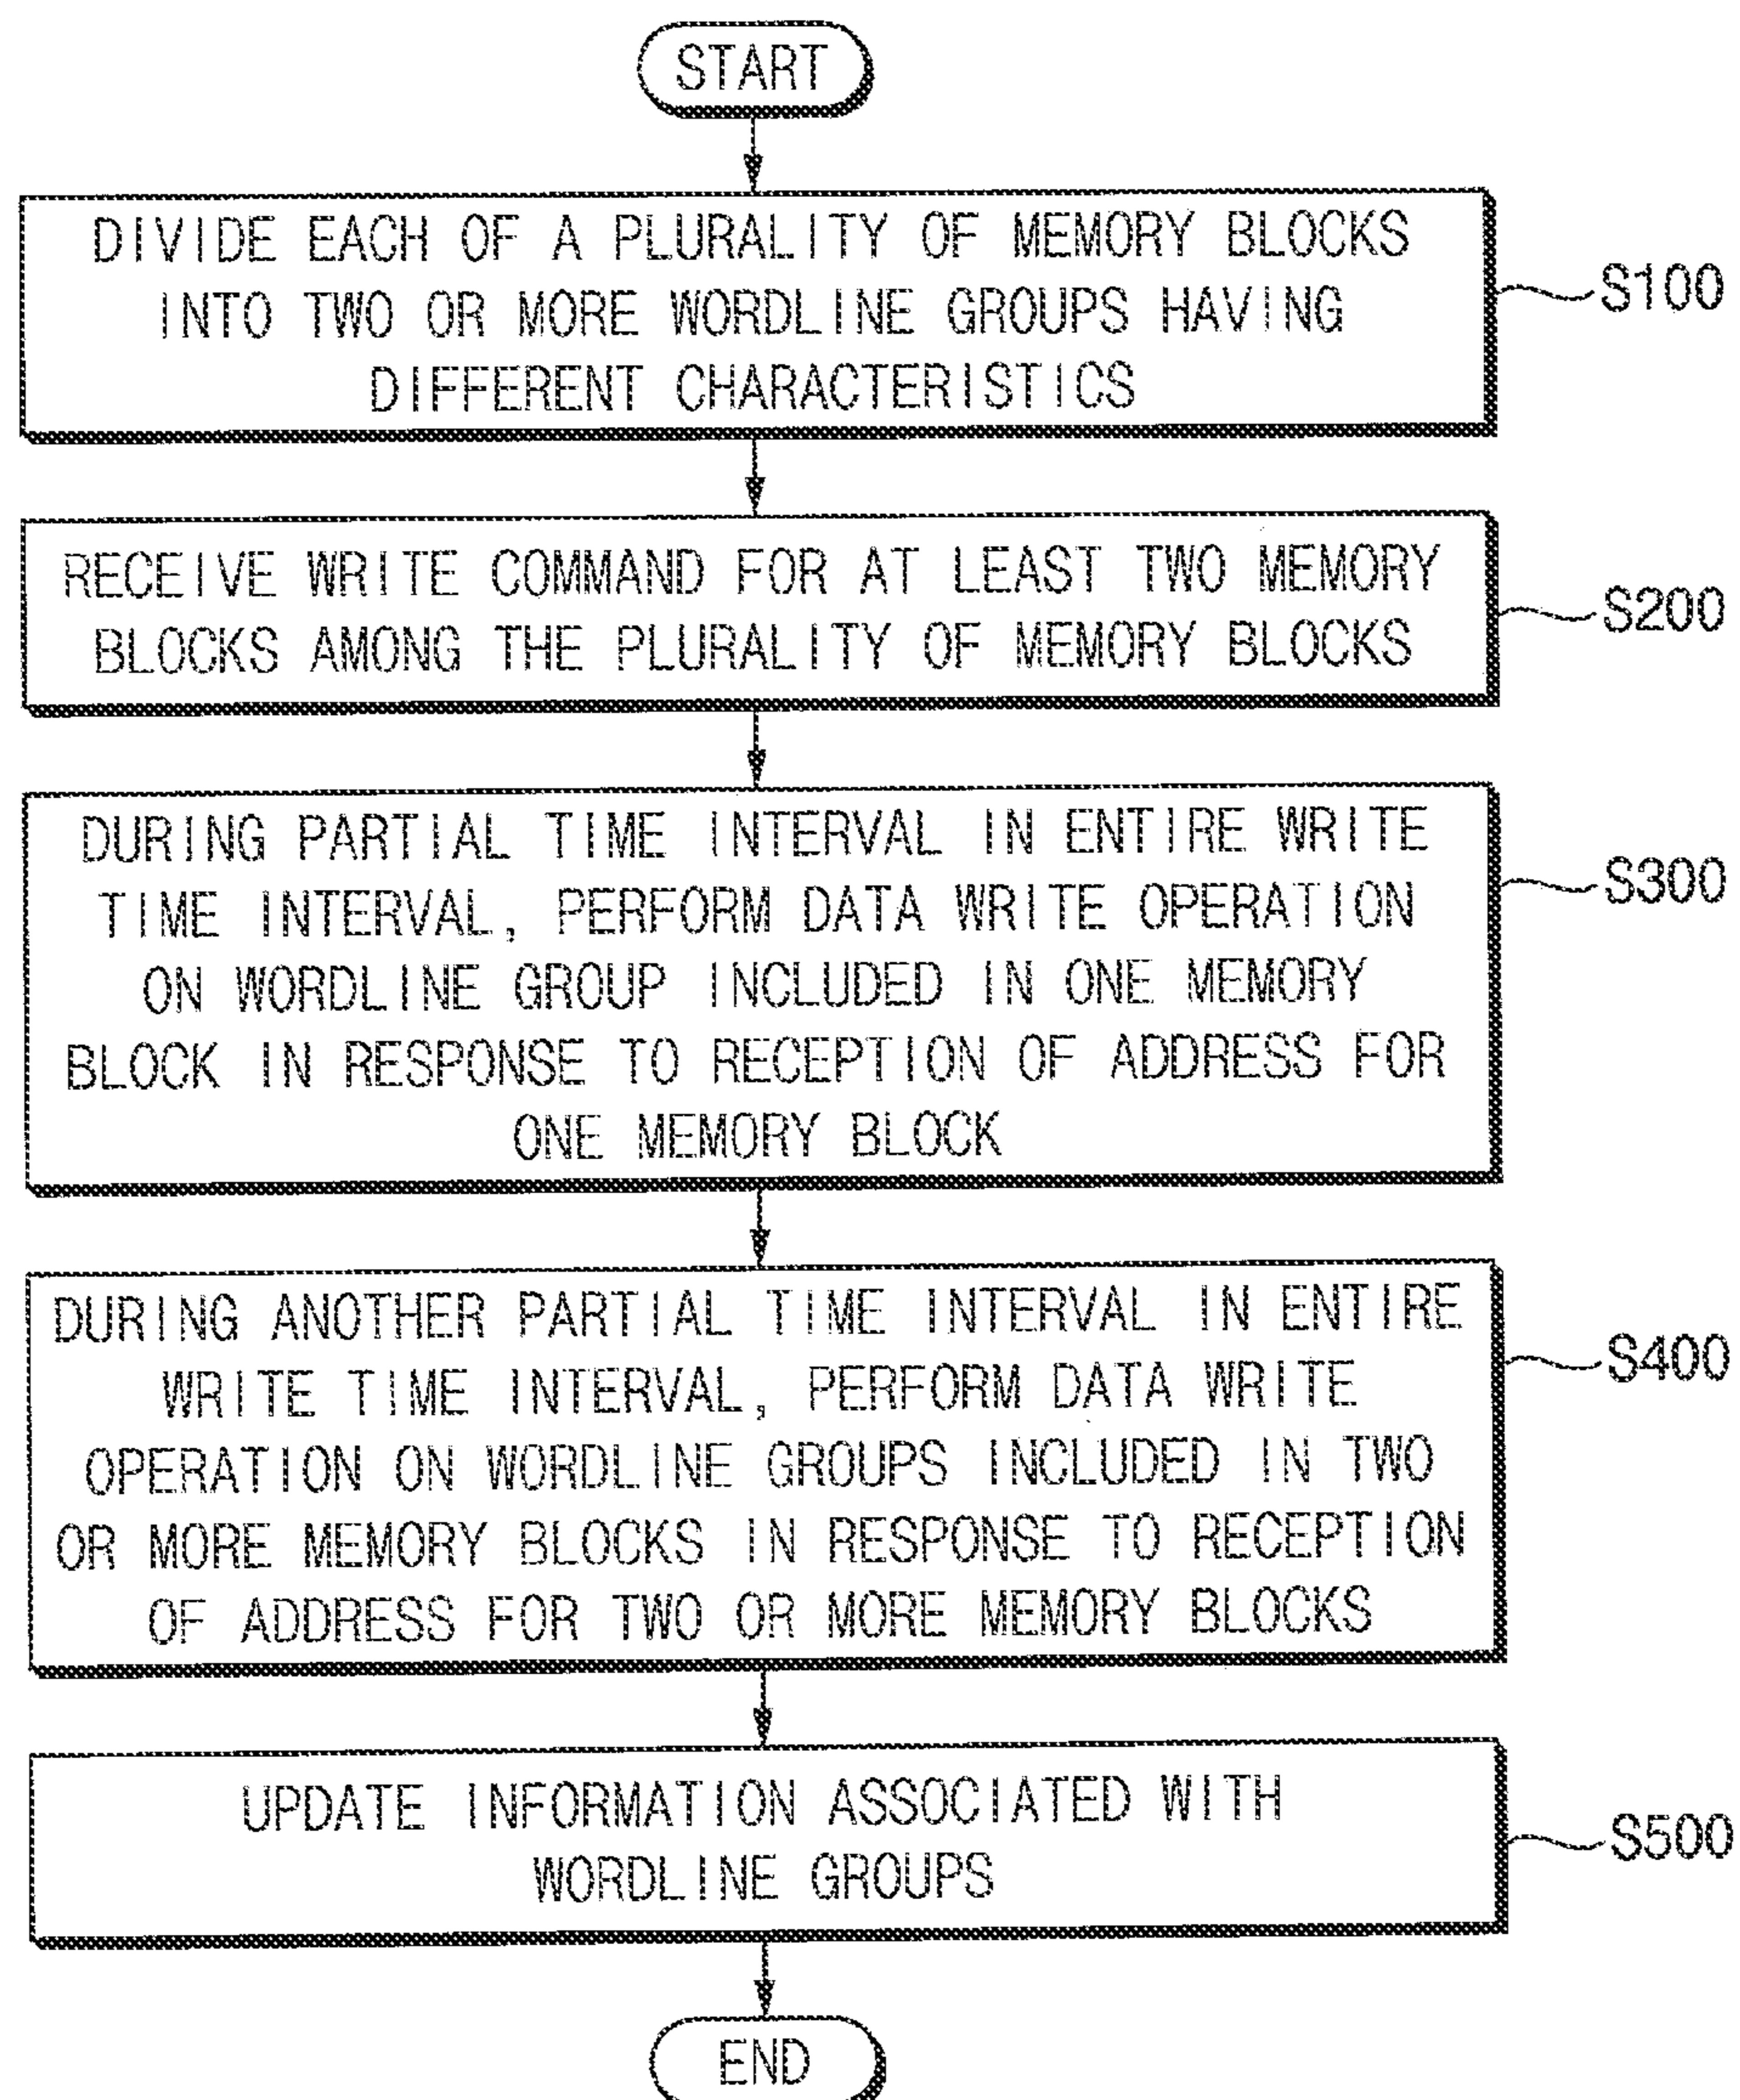 START
DIVIDE EACH OF A PLURALITY OF MEMORY BLOCKS
INTO TWO OR MORE WORDLINE GROUPS HAVING
DIFFERENT CHARACTERISTICS
S100
RECEIVE WRITE COMMAND FOR AT LEAST TWO MEMORY
BLOCKS AMONG THE PLURALITY OF MEMORY BLOCKS
S200
DURING PARTIAL TIME INTERVAL IN ENTIRE WRITE
TIME INTERVAL, PERFORM DATA WRITE OPERATION
ON WORDLINE GROUP INCLUDED IN ONE MEMORY
BLOCK IN RESPONSE TO RECEPTION OF ADDRESS FOR
ONE MEMORY BLOCK
S300
DURING ANOTHER PARTIAL TIME INTERVAL IN ENTIRE
WRITE TIME INTERVAL, PERFORM DATA WRITE
OPERATION ON WORDLINE GROUPS INCLUDED IN TWO
OR MORE MEMORY BLOCKS IN RESPONSE TO RECEPTION
OF ADDRESS FOR TWO OR MORE MEMORY BLOCKS
S400
UPDATE INFORMATION ASSOCIATED WITH
WORDLINE GROUPS
S500
END